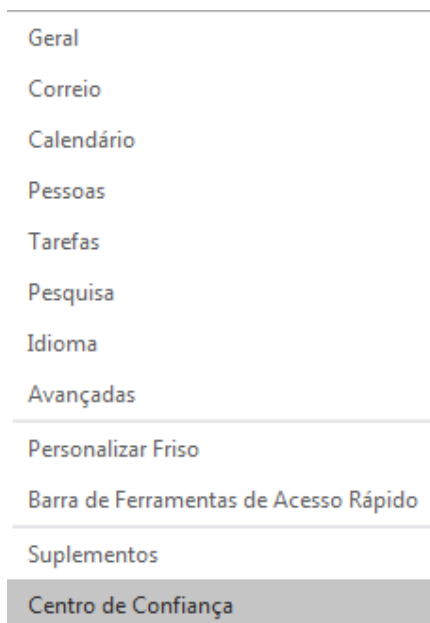 Geral
Correio
Calendário
Pessoas
Tarefas
Pesquisa
Idioma
Avançadas
Personalizar Friso
Barra de Ferramentas de Acesso Rápido
Suplementos
Centro de Confiança